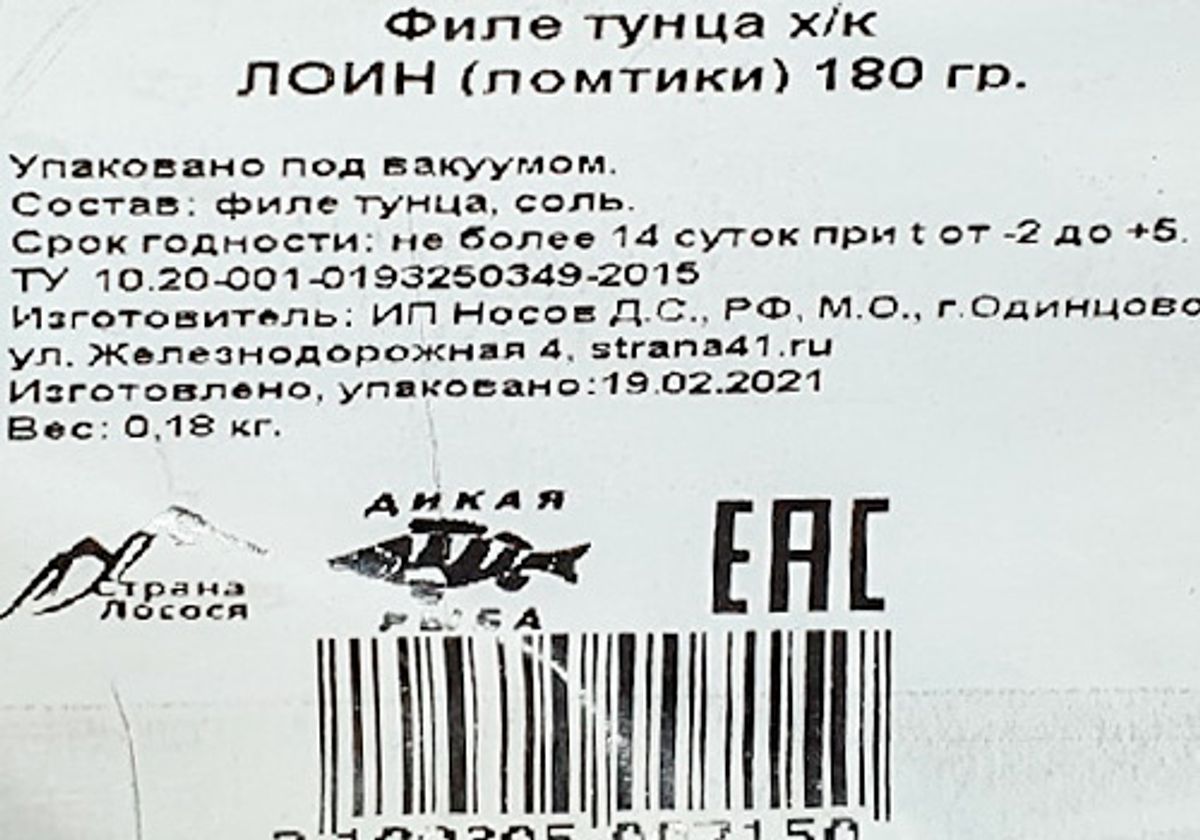 Филе тунца х/к
ЛОИН (ломтики) 180 гр.
Упаковано под вакуумом.
Состав: филе тунца, соль.
Срок годности: не более 14 суток при t от -2 до +5.
ТУ 10.20-001-0193250349-2015
Изготовитель: ИП Носов Д.С., РФ, М.О., г.Одинцово
ул. Железнодорожная 4, strana41.ru
Изготовлено, упаковано:19.02.2021
Вес: 0,18 кг.
ДИКАЯ
РЫБА
Страна
Лосося
ЕАС